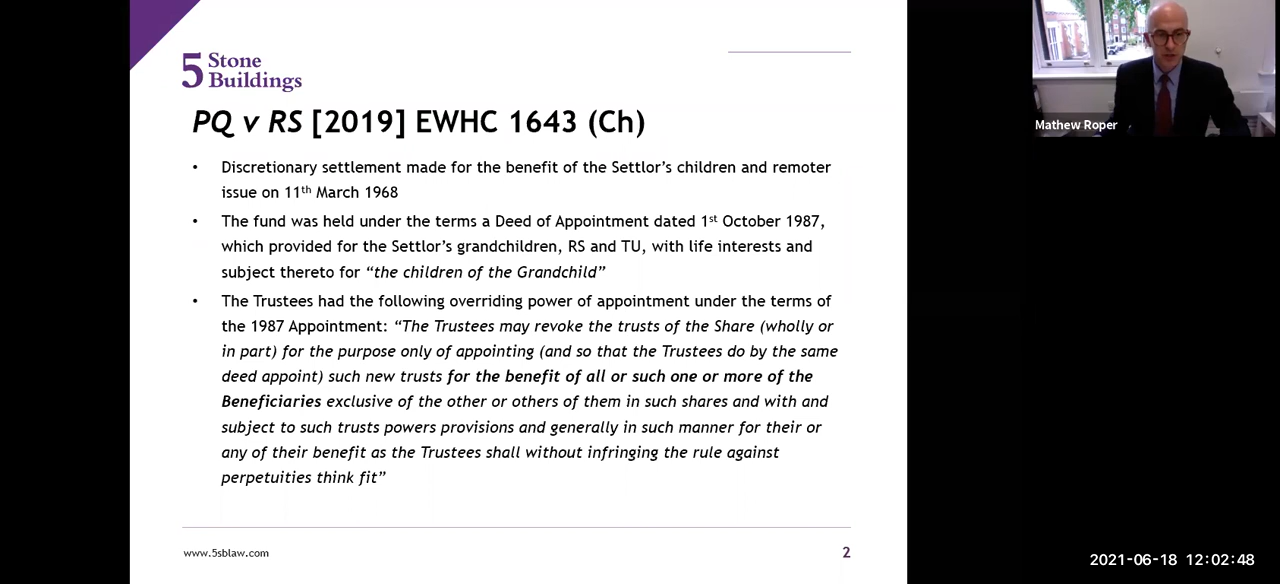 5 Stone
Buildings
PQ v RS [2019] EWHC 1643 (Ch)
• Discretionary settlement made for the benefit of the Settlor’s children and remoter
issue on 11th March 1968
• The fund was held under the terms a Deed of Appointment dated 1st October 1987,
which provided for the Settlor’s grandchildren, RS and TU, with life interests and
subject thereto for “the children of the Grandchild”
• The Trustees had the following overriding power of appointment under the terms of
the 1987 Appointment: “The Trustees may revoke the trusts of the Share (wholly or
in part) for the purpose only of appointing (and so that the Trustees do by the same
deed appoint) such new trusts for the benefit of all or such one or more of the
Beneficiaries exclusive of the other or others of them in such shares and with and
subject to such trusts powers provisions and generally in such manner for their or
any of their benefit as the Trustees shall without infringing the rule against
perpetuities think fit”
www.5sblaw.com
2
Mathew Roper
2021-06-18 12:02:48